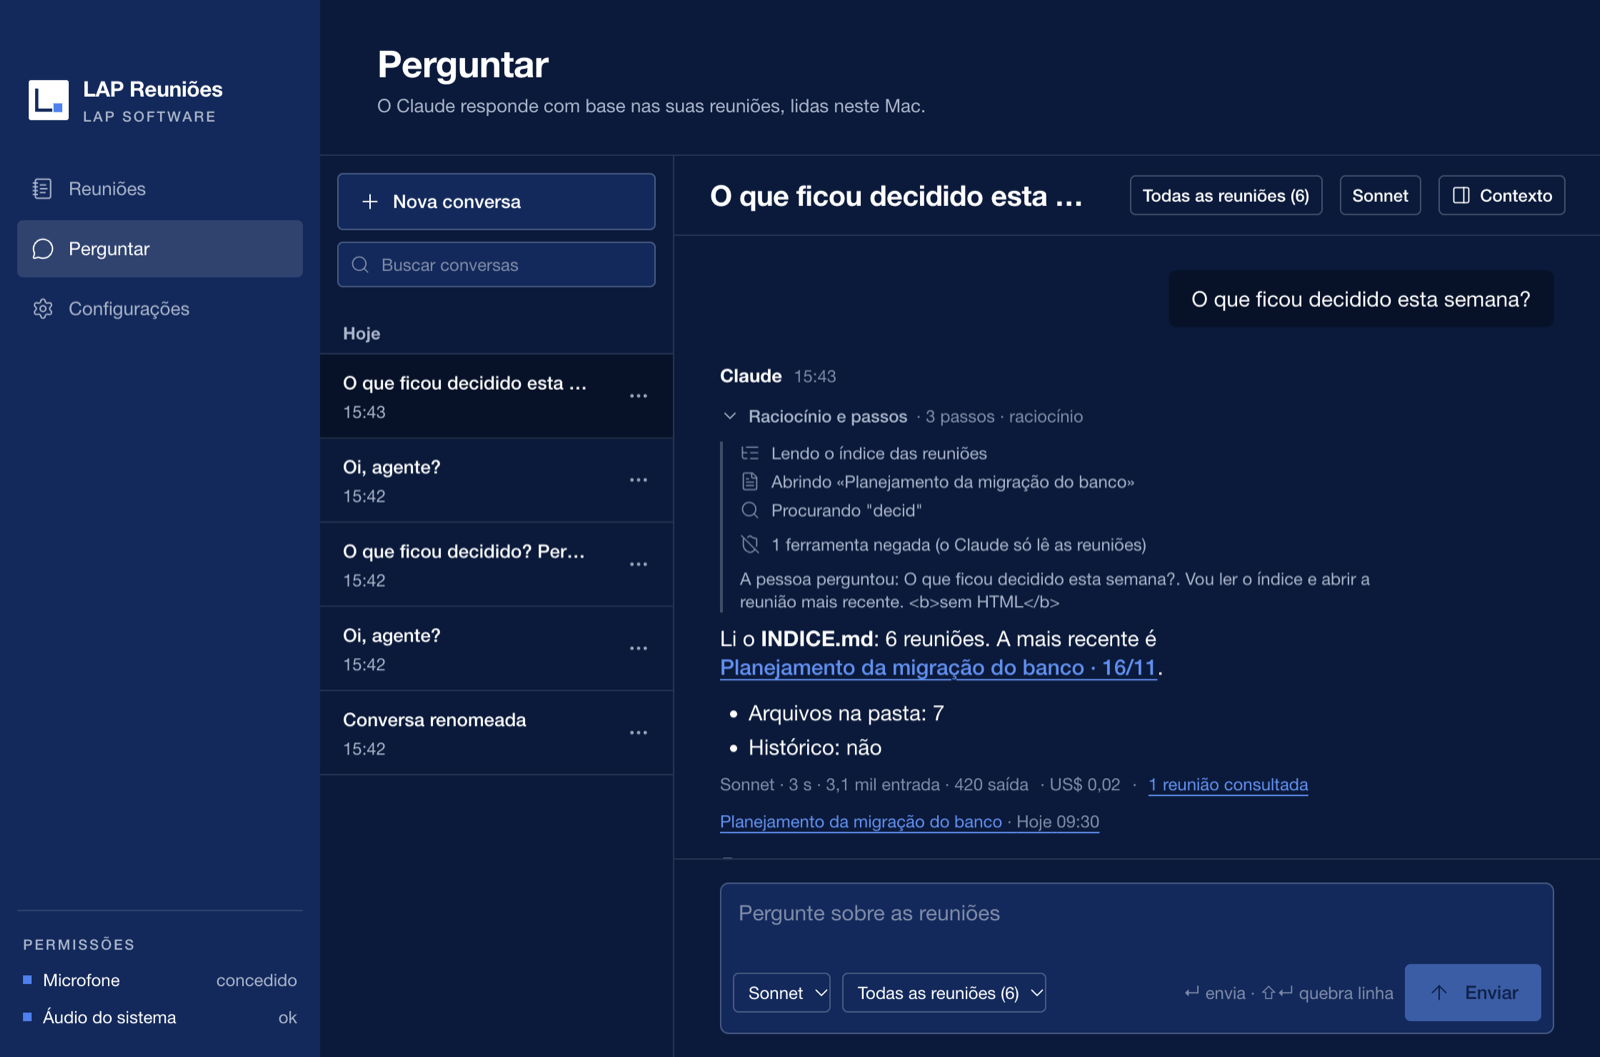 LAP Reuniões
LAP SOFTWARE
Reuniões
Perguntar
Configurações
PERMISSÕES
Microfone concedido
Áudio do sistema ok
Perguntar
O Claude responde com base nas suas reuniões, lidas neste Mac.
Nova conversa
Buscar conversas
Hoje
O que ficou decidido esta ...
15:43
Oi, agente?
15:42
O que ficou decidido? Per...
15:42
Oi, agente?
15:42
Conversa renomeada
15:42
O que ficou decidido esta ...
Todas as reuniões (6)
Sonnet
Contexto
O que ficou decidido esta semana?
Claude 15:43
Raciocínio e passos · 3 passos · raciocínio
Lendo o índice das reuniões
Abrindo «Planejamento da migração do banco»
Procurando "decid"
1 ferramenta negada (o Claude só lê as reuniões)
A pessoa perguntou: O que ficou decidido esta semana?. Vou ler o índice e abrir a
reunião mais recente. <b>sem HTML</b>
Li o INDICE.md: 6 reuniões. A mais recente é
Planejamento da migração do banco · 16/11.
• Arquivos na pasta: 7
• Histórico: não
Sonnet · 3 s · 3,1 mil entrada · 420 saída · US$ 0,02 · 1 reunião consultada
Planejamento da migração do banco · Hoje 09:30
Pergunte sobre as reuniões
Sonnet
Todas as reuniões (6)
↵ envia · ⇧↵ quebra linha
Enviar